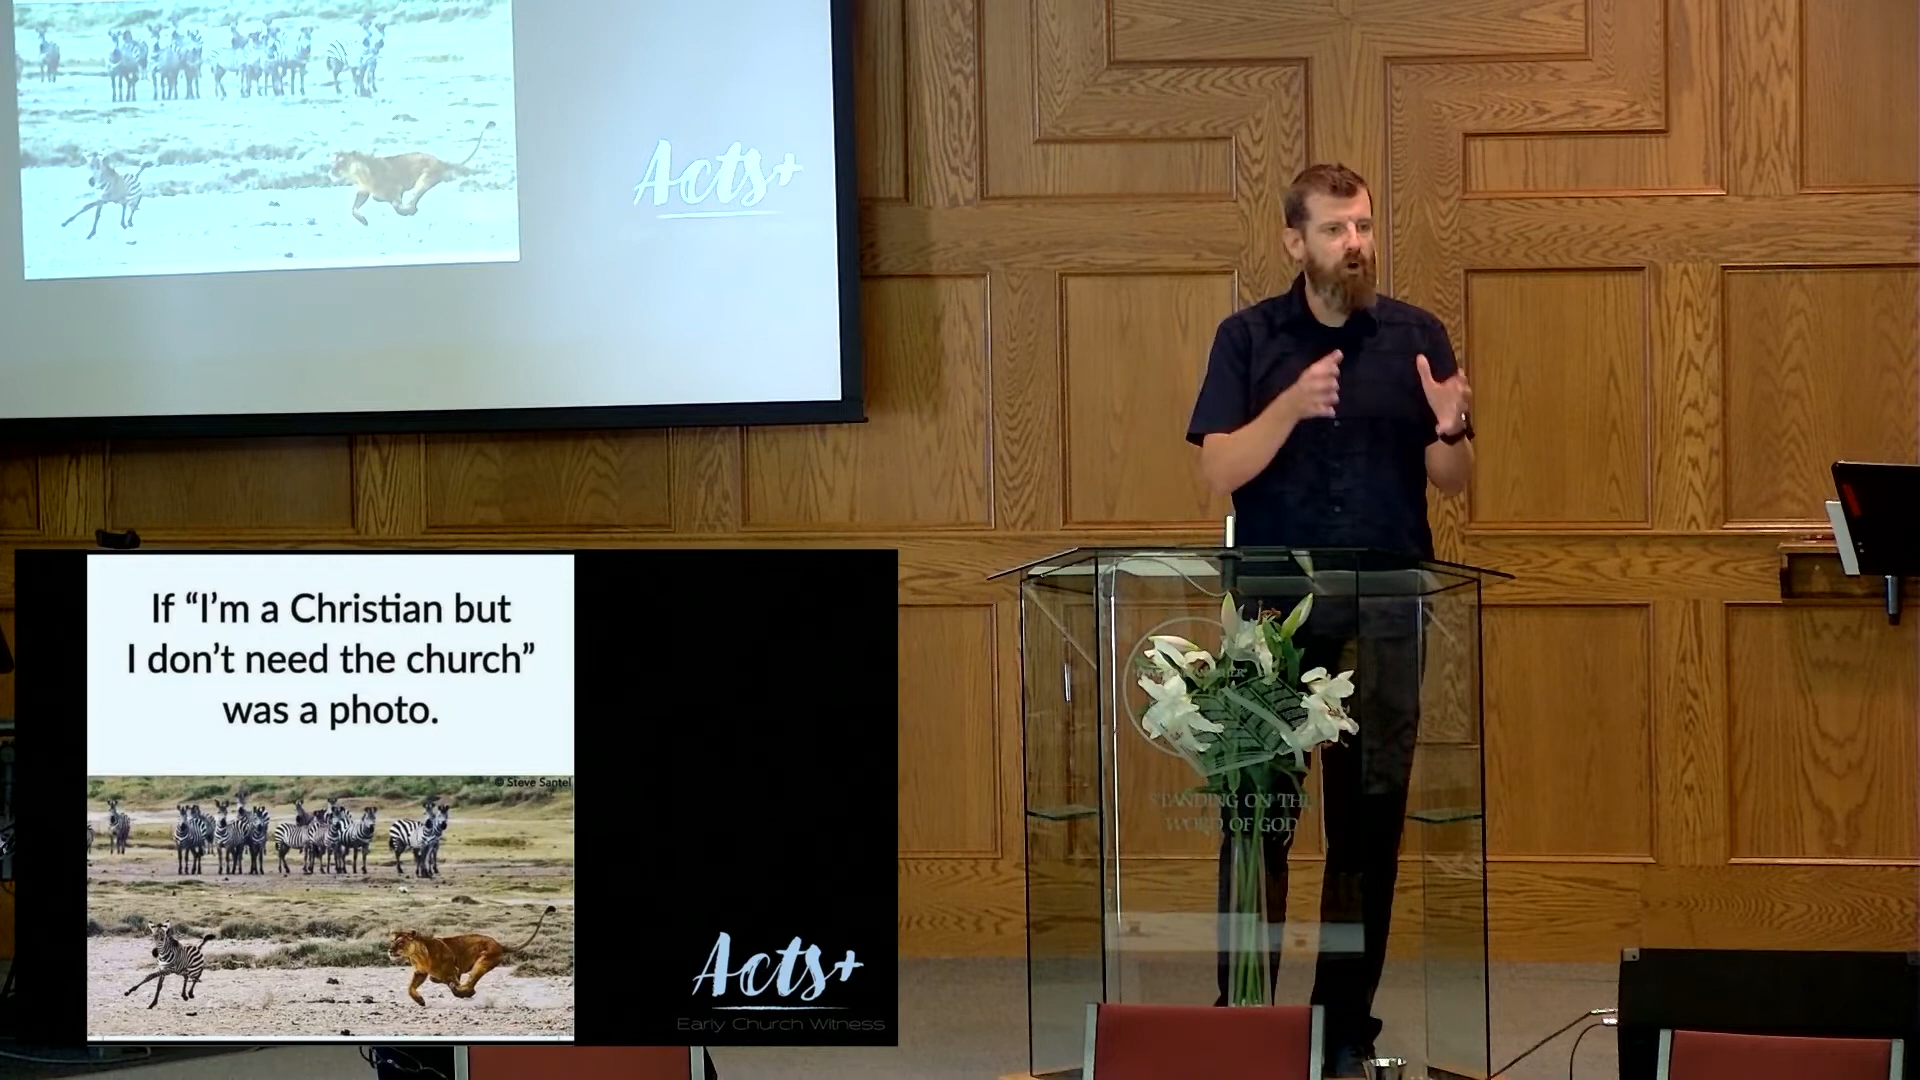 Acts+
If “I’m a Christian but
I don’t need the church”
was a photo.
© Steve Santel
Acts+
Early Church Witness
STANDING ON THE
WORD OF GOD